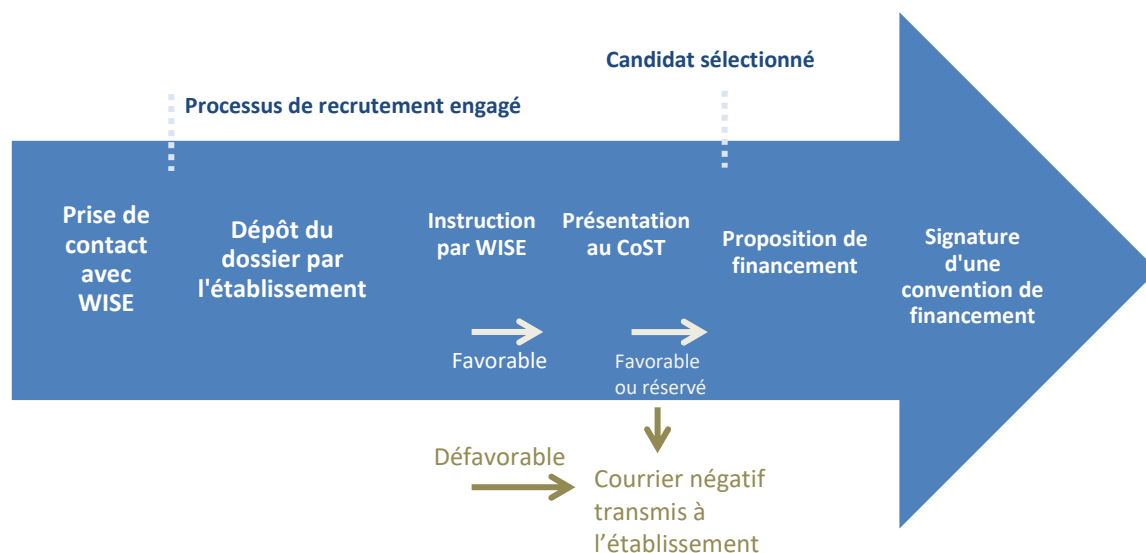 Candidat sélectionné
Processus de recrutement engagé
Prise de
contact
avec
WISE
Dépôt du
dossier par
l'établissement
Instruction
par WISE
Présentation
au CoST
Proposition de
financement
Signature
d'une
convention de
financement
Favorable
Favorable
ou réservé
Défavorable
Courrier négatif
transmis à
l’établissement